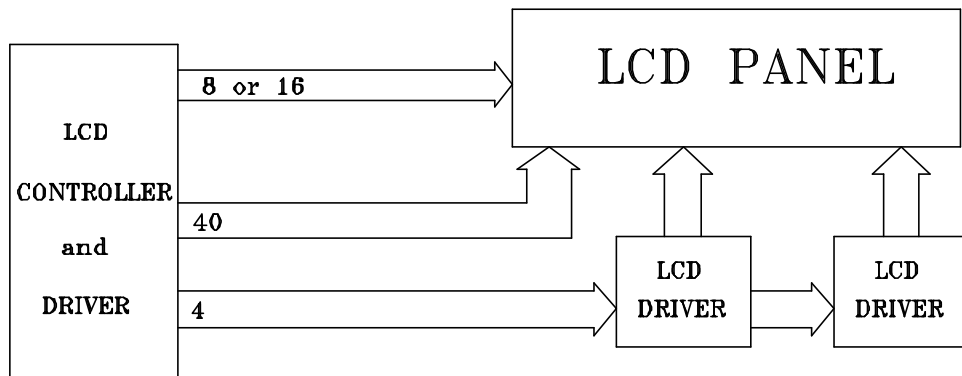 LCD PANEL
8 or 16
LCD
CONTROLLER
and
DRIVER
40
4
LCD
DRIVER
LCD
DRIVER